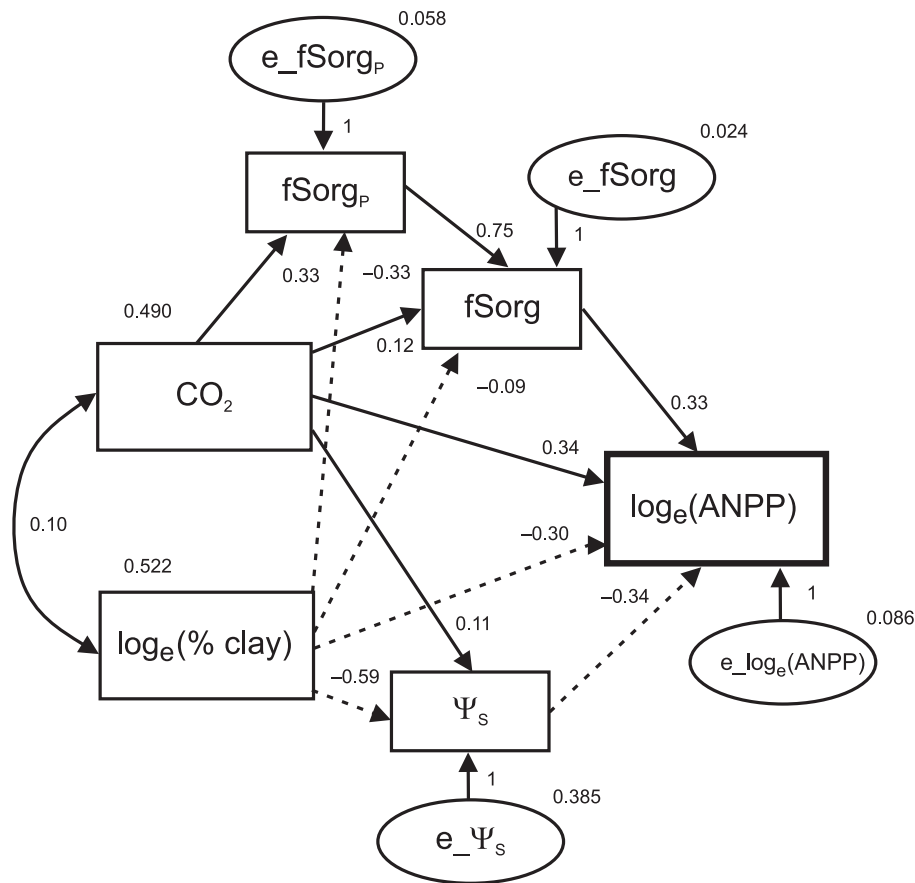 0.058
e_fSorgₚ
1
0.024
fSorgₚ
e_fSorg
0.75
1
0.33
–0.33
0.490
fSorg
0.12
CO₂
–0.09
0.33
0.34
logₑ(ANPP)
0.10
–0.30
0.522
–0.34
logₑ(% clay)
0.11
1
0.086
–0.59
e_logₑ(ANPP)
Ψₛ
1
0.385
e_Ψₛ